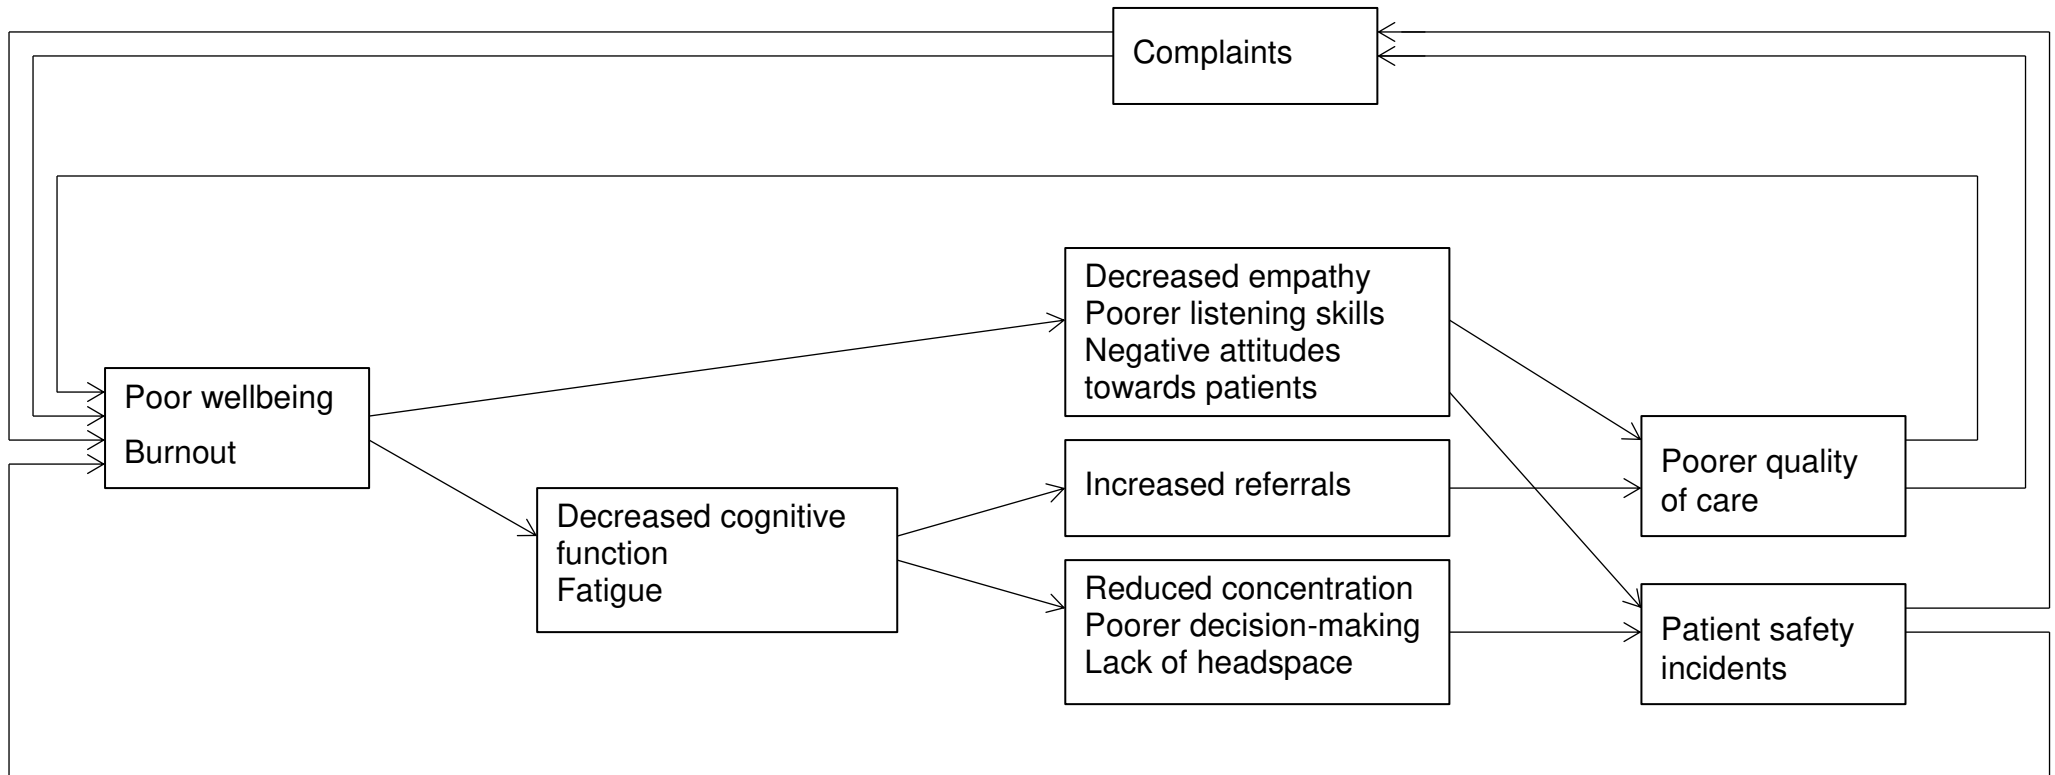 Complaints
Decreased empathy
Poorer listening skills
Negative attitudes
towards patients
Poor wellbeing
Burnout
Increased referrals
Poorer quality
of care
Decreased cognitive
function
Fatigue
Reduced concentration
Poorer decision-making
Lack of headspace
Patient safety
incidents